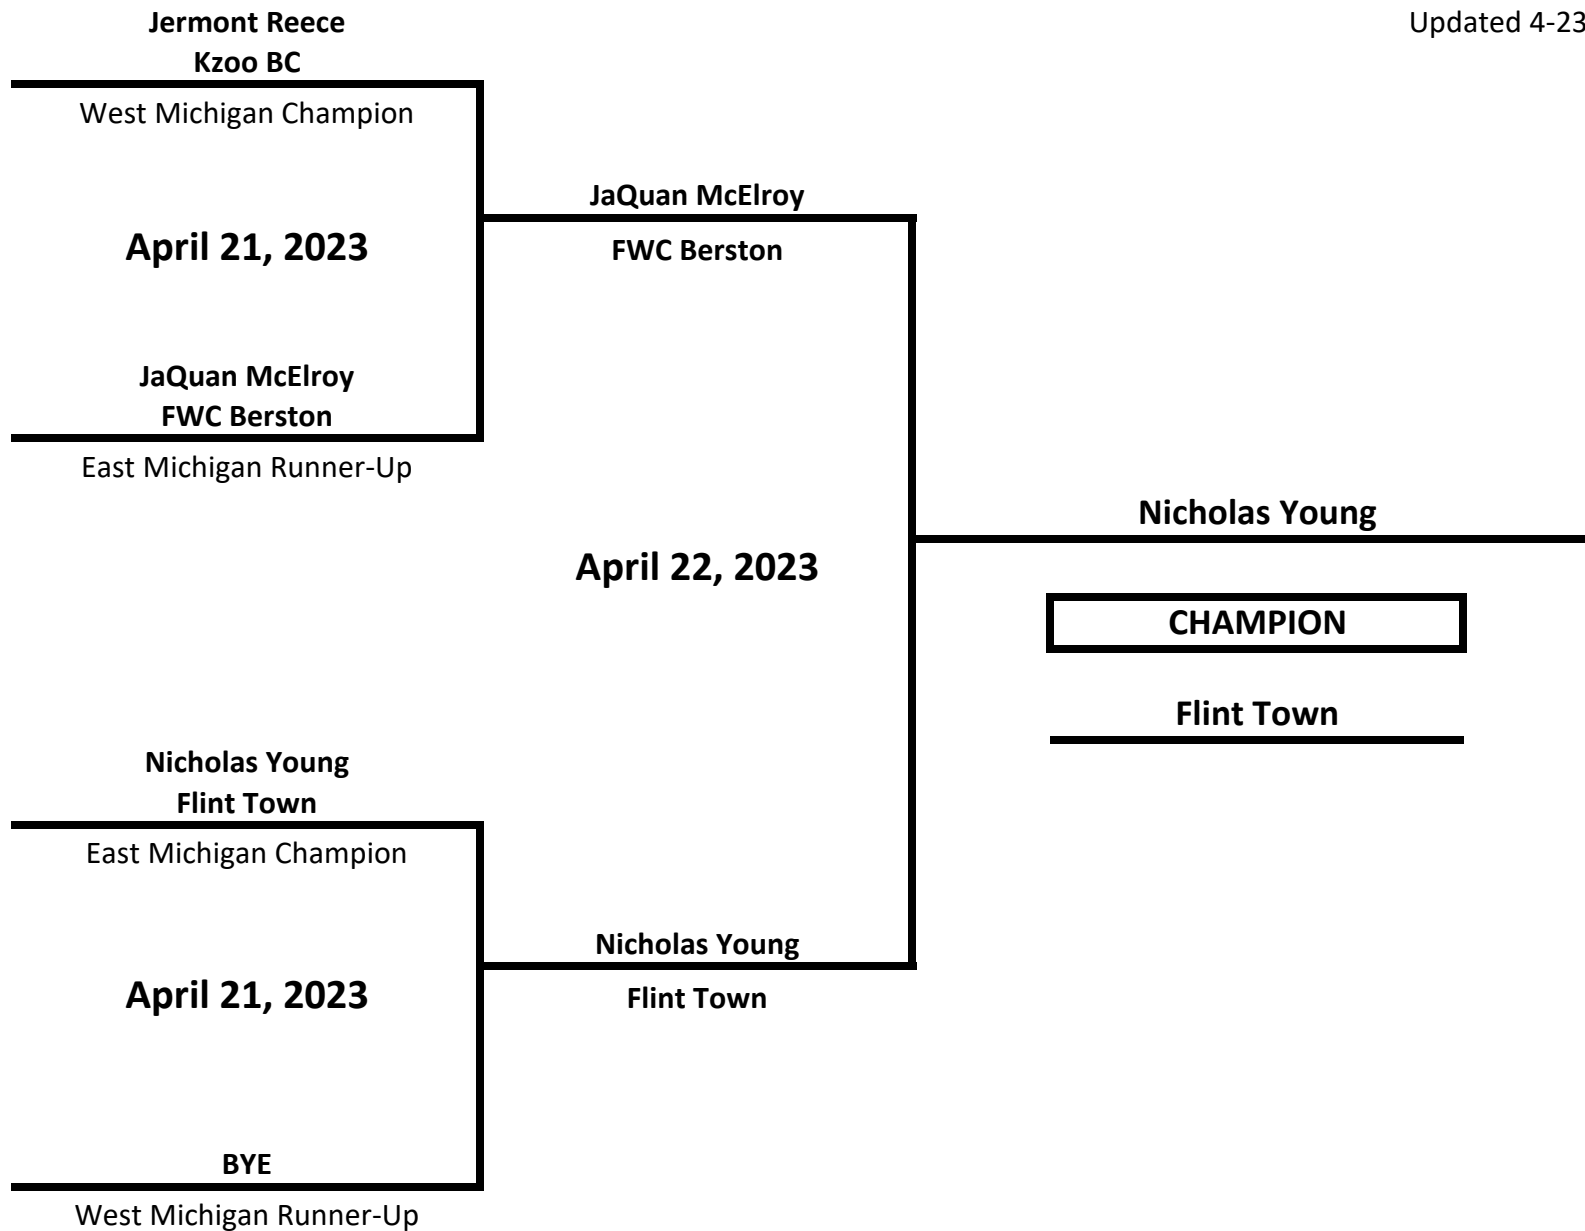 Updated 4-23
Jermont Reece
Kzoo BC
West Michigan Champion
April 21, 2023
JaQuan McElroy
FWC Berston
East Michigan Runner-Up
JaQuan McElroy
FWC Berston
April 22, 2023
Nicholas Young
CHAMPION
Flint Town
Nicholas Young
Flint Town
East Michigan Champion
April 21, 2023
BYE
West Michigan Runner-Up
Nicholas Young
Flint Town